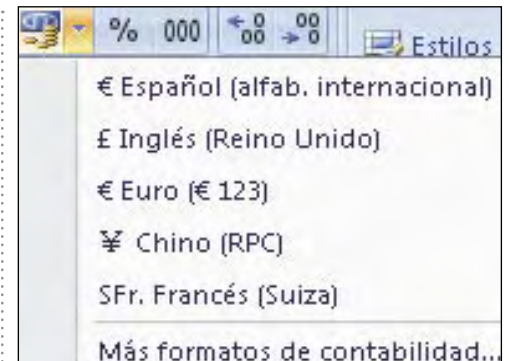 % 000 ←0 00 00 →0 Estilos
€ Español (alfab. internacional)
£ Inglés (Reino Unido)
€ Euro (€ 123)
¥ Chino (RPC)
SFr. Francés (Suiza)
Más formatos de contabilidad...